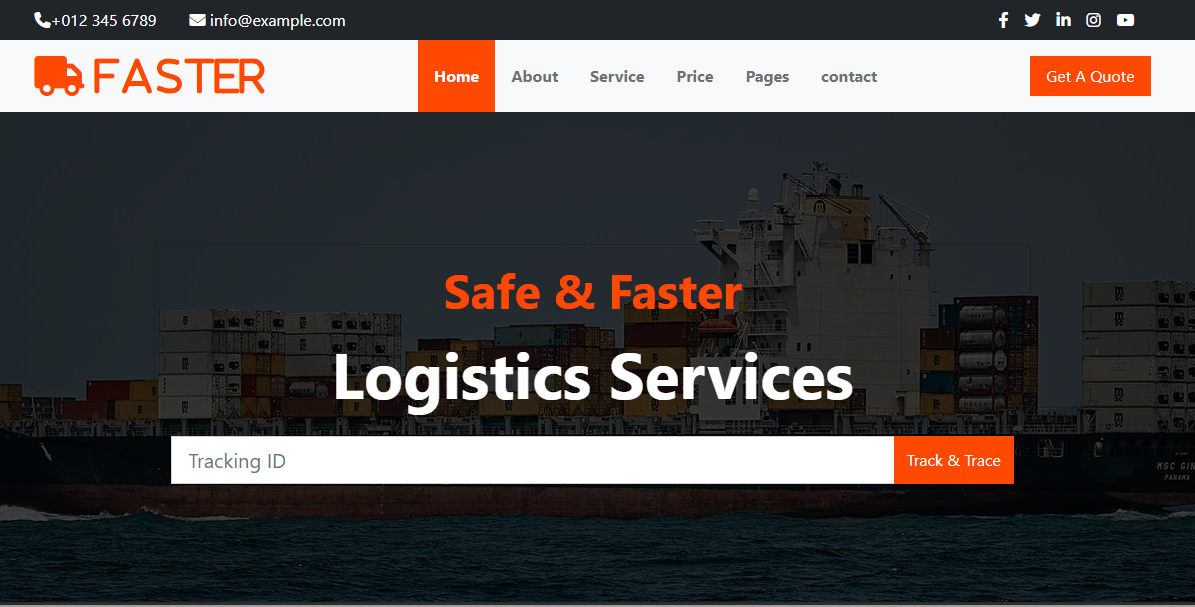 +012 345 6789 info@example.com
FASTER Home About Service Price Pages contact Get A Quote
Safe & Faster
Logistics Services
Tracking ID Track & Trace
MSC GIN
PANAMA